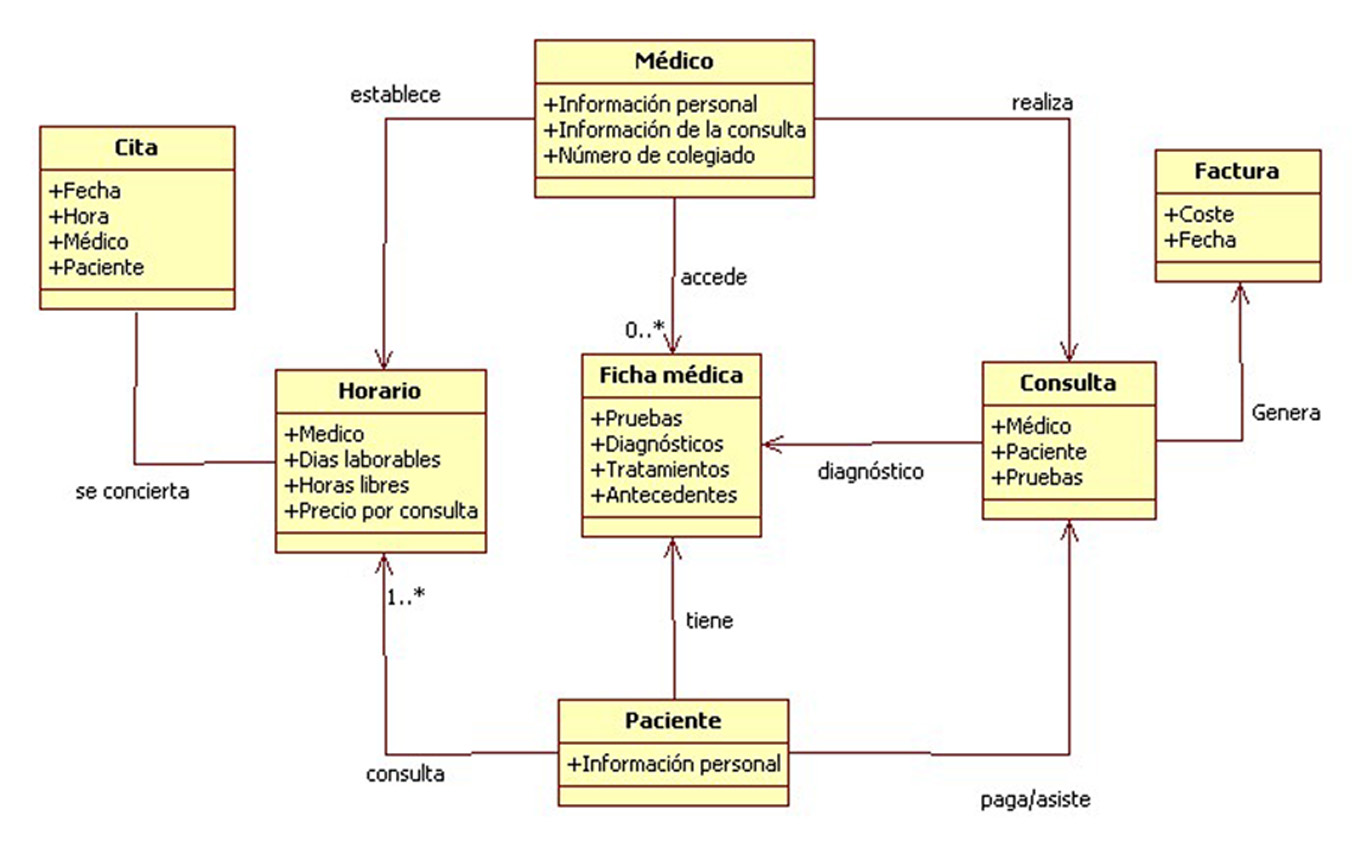 Médico
+Información personal
+Información de la consulta
+Número de colegiado
establece
realiza
Cita
+Fecha
+Hora
+Médico
+Paciente
Factura
+Coste
+Fecha
accede
0..*
Horario
+Medico
+Dias laborables
+Horas libres
+Precio por consulta
Ficha médica
+Pruebas
+Diagnósticos
+Tratamientos
+Antecedentes
Consulta
+Médico
+Paciente
+Pruebas
Genera
diagnóstico
se concierta
1..*
tiene
Paciente
+Información personal
consulta
paga/asiste